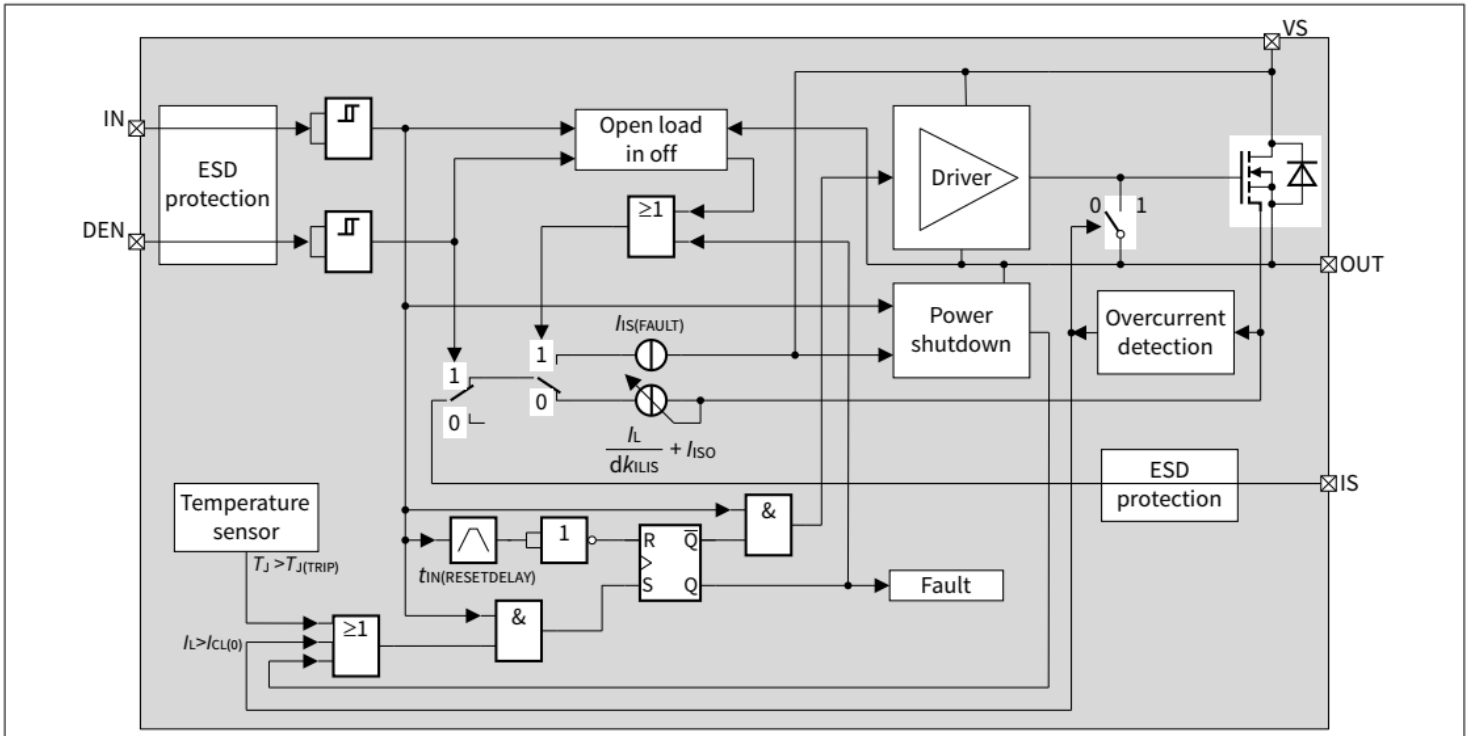 VS
IN
ESD
protection
DEN
Open load
in off
≥1
Driver
0 1
OUT
Power
shutdown
Overcurrent
detection
IIS(FAULT)
1
0
1
0
IL
dkILIS
+ IISO
ESD
protection
IS
Temperature
sensor
TJ >TJ(TRIP)
tIN(RESETDELAY)
1
R Q̅
S Q
&
Fault
&
≥1
IL>ICL(0)